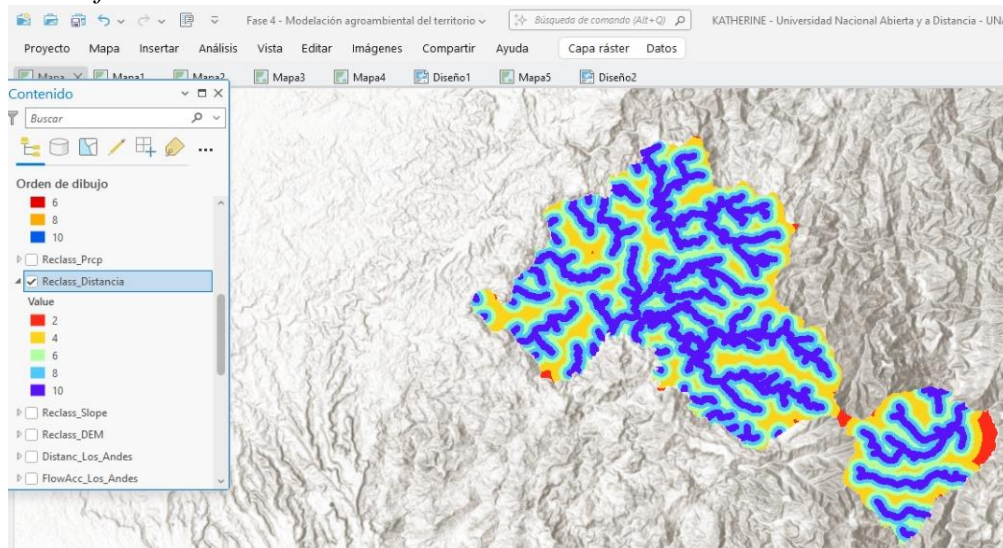 Fase 4 - Modelación agroambiental del territorio
Búsqueda de comando (Alt+Q)
KATHERINE - Universidad Nacional Abierta y a Distancia - UNA
Proyecto Mapa Insertar Análisis Vista Editar Imágenes Compartir Ayuda Capa ráster Datos
Mapa Mapa1 Mapa2 Mapa3 Mapa4 Diseño1 Mapa5 Diseño2
Contenido
Buscar
Orden de dibujo
6
8
10
Reclass_Prcp
Reclass_Distancia
Value
2
4
6
8
10
Reclass_Slope
Reclass_DEM
Distanc_Los_Andes
FlowAcc_Los_Andes